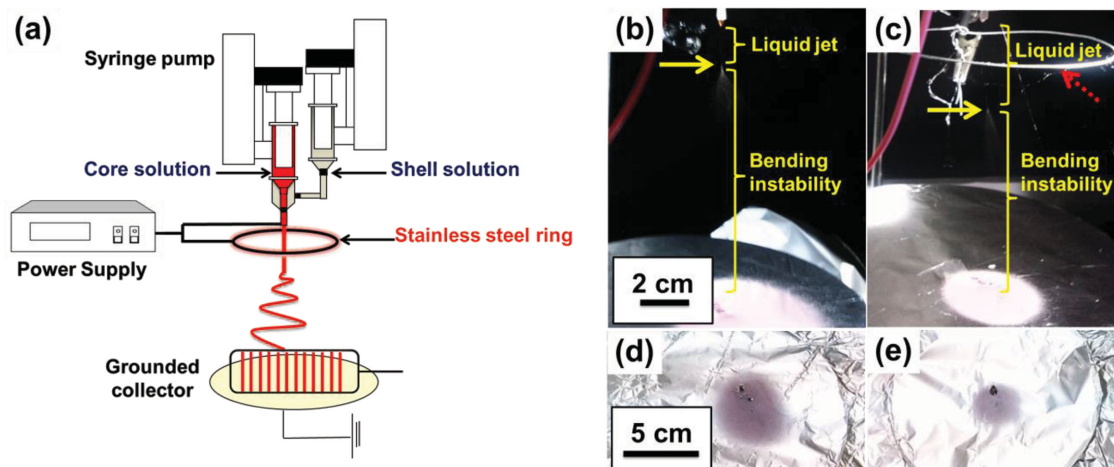 (a)
Syringe pump
Core solution
Shell solution
Stainless steel ring
Power Supply
Grounded
collector
(b)
Liquid jet
Bending
instability
2 cm
(c)
Liquid jet
Bending
instability
(d)
5 cm
(e)